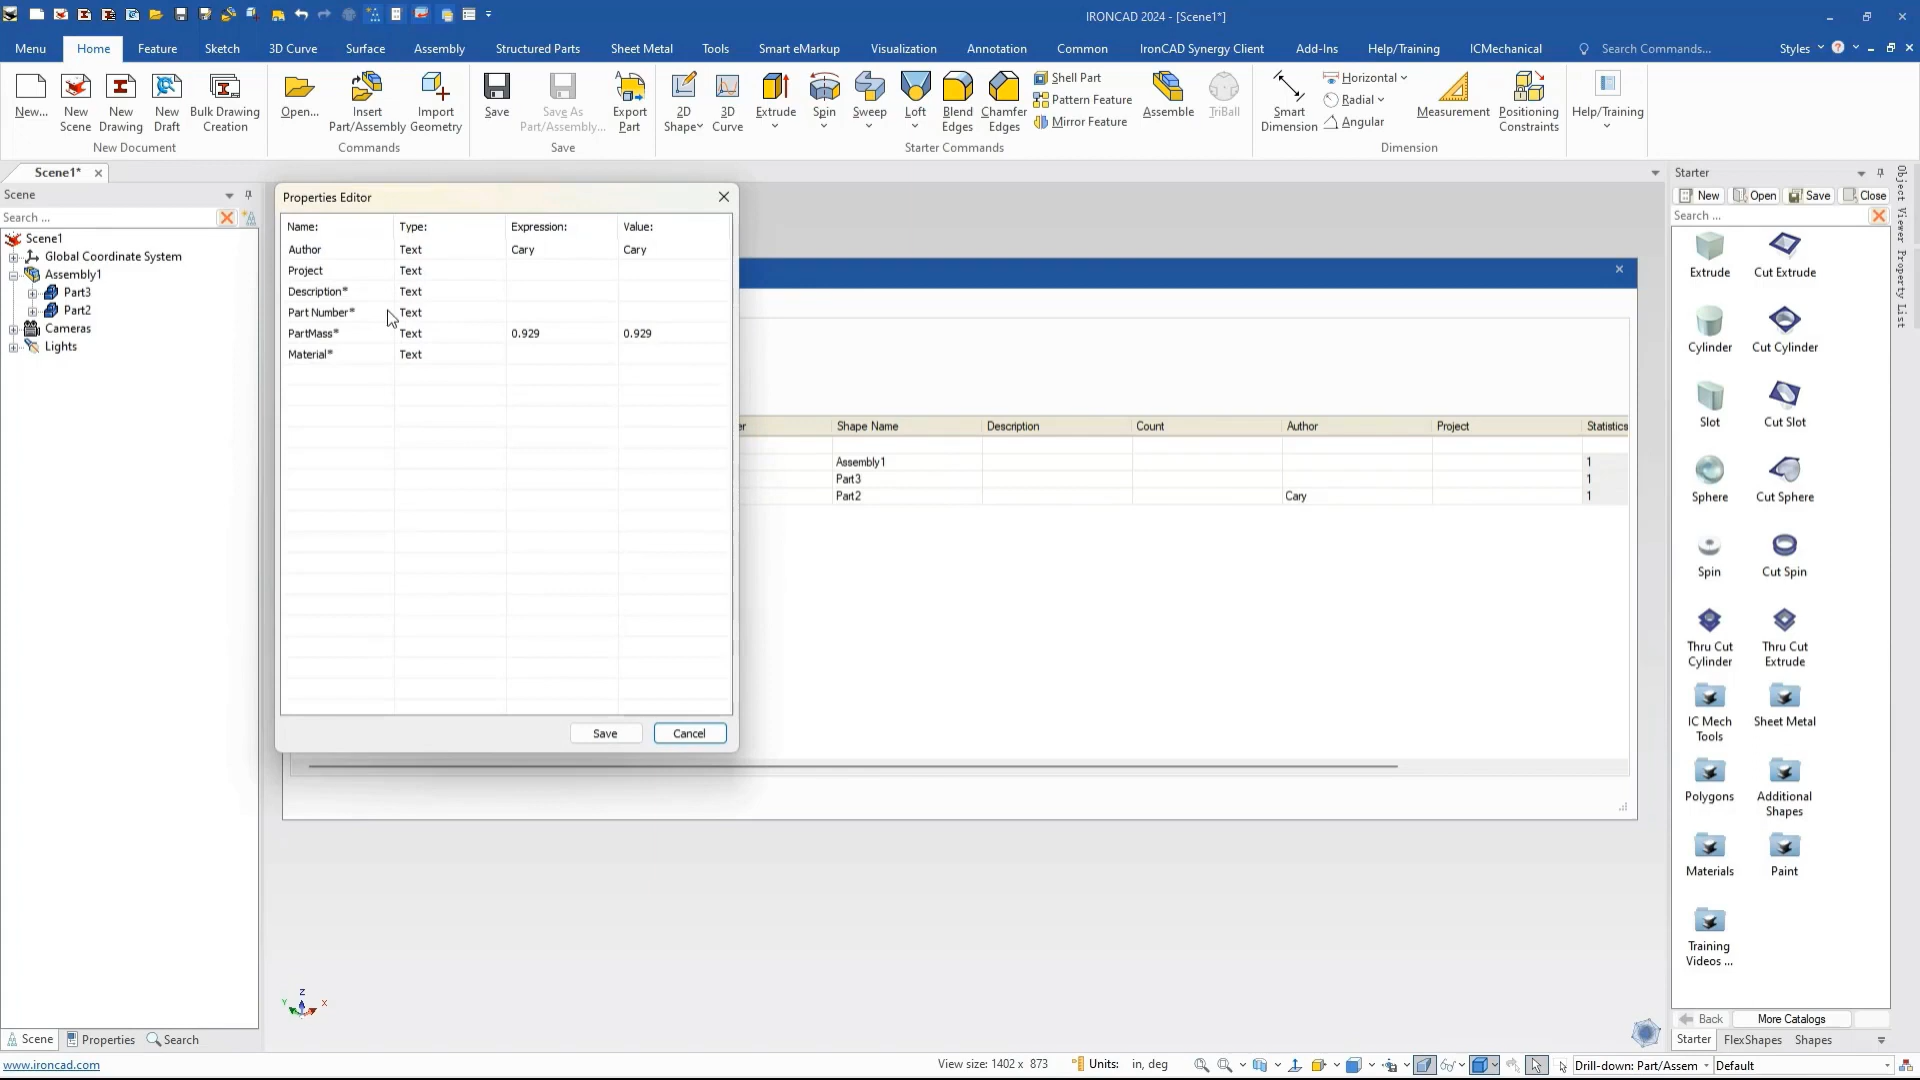 IRONCAD 2024 - [Scene1*]
Menu Home Feature Sketch 3D Curve Surface Assembly Structured Parts Sheet Metal Tools Smart eMarkup Visualization Annotation Common IronCAD Synergy Client Add-Ins Help/Training ICMechanical Search Commands... Styles
New... New Scene New Drawing New Draft Bulk Drawing Creation Open... Insert Part/Assembly Import Geometry Save Save As Part/Assembly... Export Part 2D Shape 3D Curve Extrude Spin Sweep Loft Blend Edges Chamfer Edges
Shell Part
Pattern Feature
Mirror Feature
Assemble TriBall Smart Dimension
Horizontal
Radial
Angular
Measurement Positioning Constraints Help/Training
New Document Commands Save Starter Commands Dimension
Scene1*
Scene
Search ...
Scene1
Global Coordinate System
Assembly1
Part3
Part2
Cameras
Lights
Properties Editor
Name: Type: Expression: Value:
Author Text Cary Cary
Project Text
Description* Text
Part Number* Text
PartMass* Text 0.929 0.929
Material* Text
Save Cancel
er Shape Name Description Count Author Project Statistics
Assembly1 1
Part3 1
Part2 Cary 1
Starter
New Open Save Close
Search ...
Extrude Cut Extrude
Cylinder Cut Cylinder
Slot Cut Slot
Sphere Cut Sphere
Spin Cut Spin
Thru Cut Cylinder Thru Cut Extrude
IC Mech Tools Sheet Metal
Polygons Additional Shapes
Materials Paint
Training Videos ...
Back More Catalogs
Starter FlexShapes Shapes
Object Viewer Property List
Z
Y X
Scene Properties Search
www.ironcad.com
View size: 1402 x 873 Units: in, deg Drill-down: Part/Assem Default